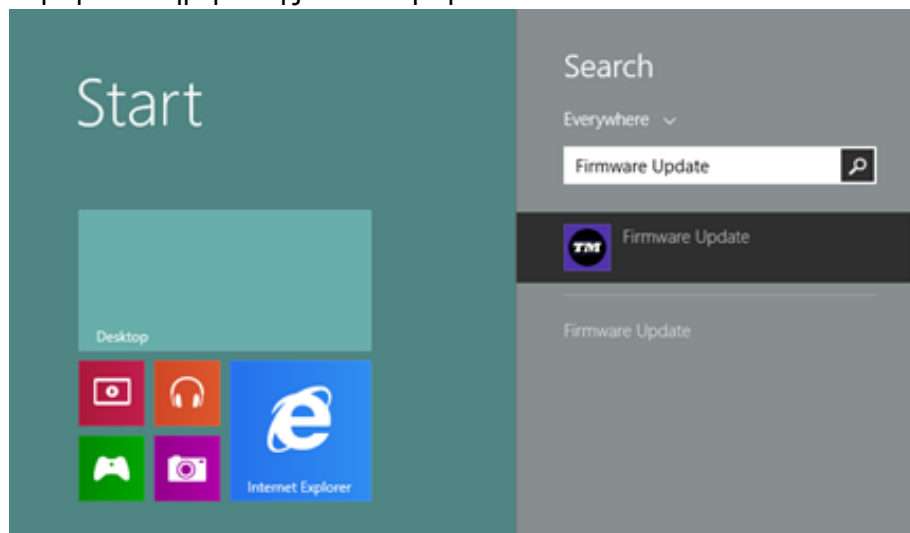 Start
Desktop
Internet Explorer
Search
Everywhere
Firmware Update
TM
Firmware Update
Firmware Update